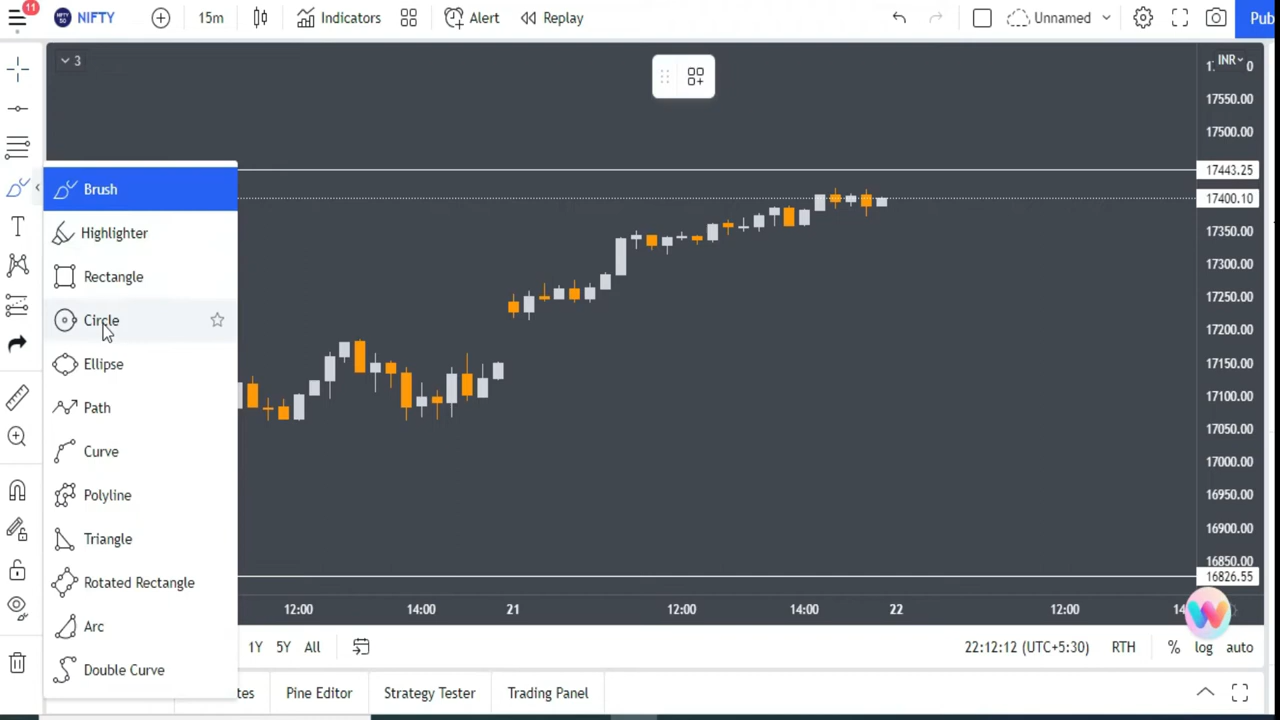 11
NIFTY 50
NIFTY
15m
Indicators
Alert
Replay
Unnamed
Pub
3
INR
17550.00
17500.00
17443.25
17400.10
17350.00
17300.00
17250.00
17200.00
17150.00
17100.00
17050.00
17000.00
16950.00
16900.00
16850.00
16826.55
Brush
Highlighter
Rectangle
Circle
Ellipse
Path
Curve
Polyline
Triangle
Rotated Rectangle
Arc
Double Curve
12:00
14:00
21
12:00
14:00
22
12:00
1Y
5Y
All
22:12:12 (UTC+5:30)
RTH
%
log
auto
Pine Editor
Strategy Tester
Trading Panel